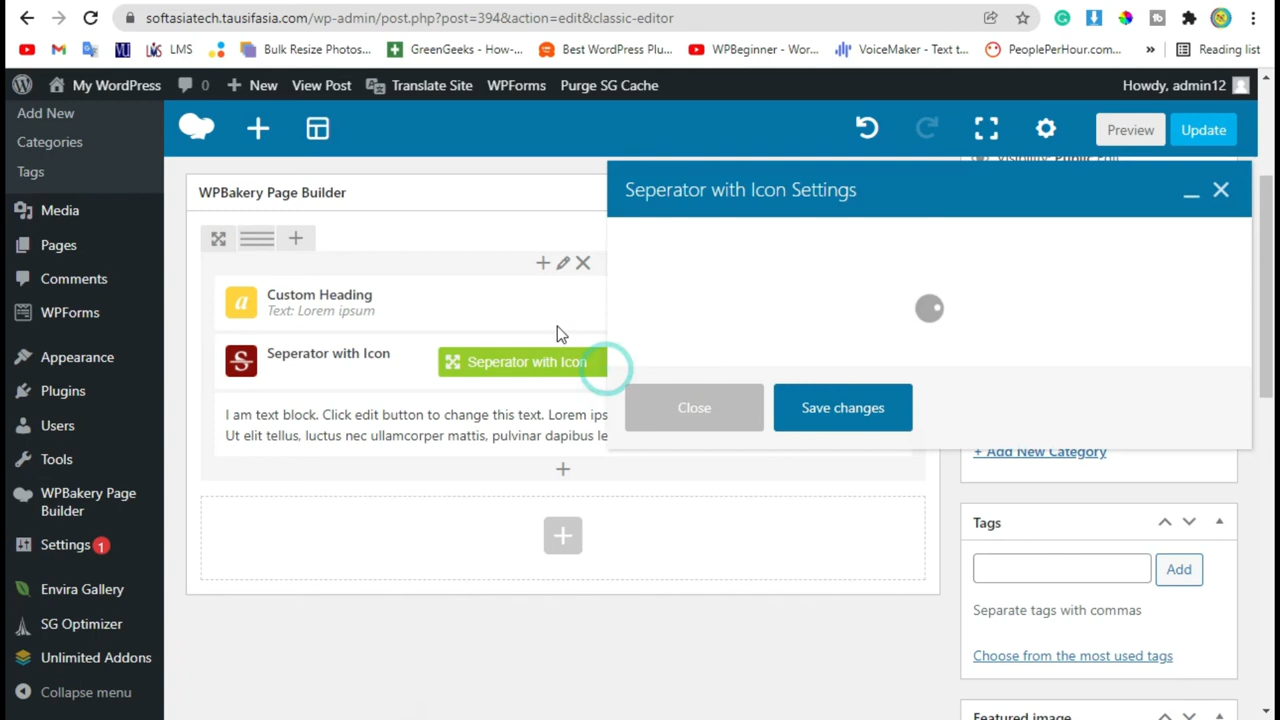 softasiatech.tausifasia.com/wp-admin/post.php?post=394&action=edit&classic-editor
LMS
Bulk Resize Photos...
GreenGeeks - How-...
Best WordPress Plu...
WPBeginner - Wor...
VoiceMaker - Text t...
PeoplePerHour.com...
»
Reading list
My WordPress
0
New
View Post
Translate Site
WPForms
Purge SG Cache
Howdy, admin12
Add New
Categories
Tags
Media
Pages
Comments
WPForms
Appearance
Plugins
Users
Tools
WPBakery Page
Builder
Settings 1
Envira Gallery
SG Optimizer
Unlimited Addons
Collapse menu
Preview
Update
WPBakery Page Builder
Seperator with Icon Settings
Custom Heading
Text: Lorem ipsum
Seperator with Icon
Seperator with Icon
I am text block. Click edit button to change this text. Lorem ips
Ut elit tellus, luctus nec ullamcorper mattis, pulvinar dapibus le
Close
Save changes
+ Add New Category
Tags
Add
Separate tags with commas
Choose from the most used tags
Featured image